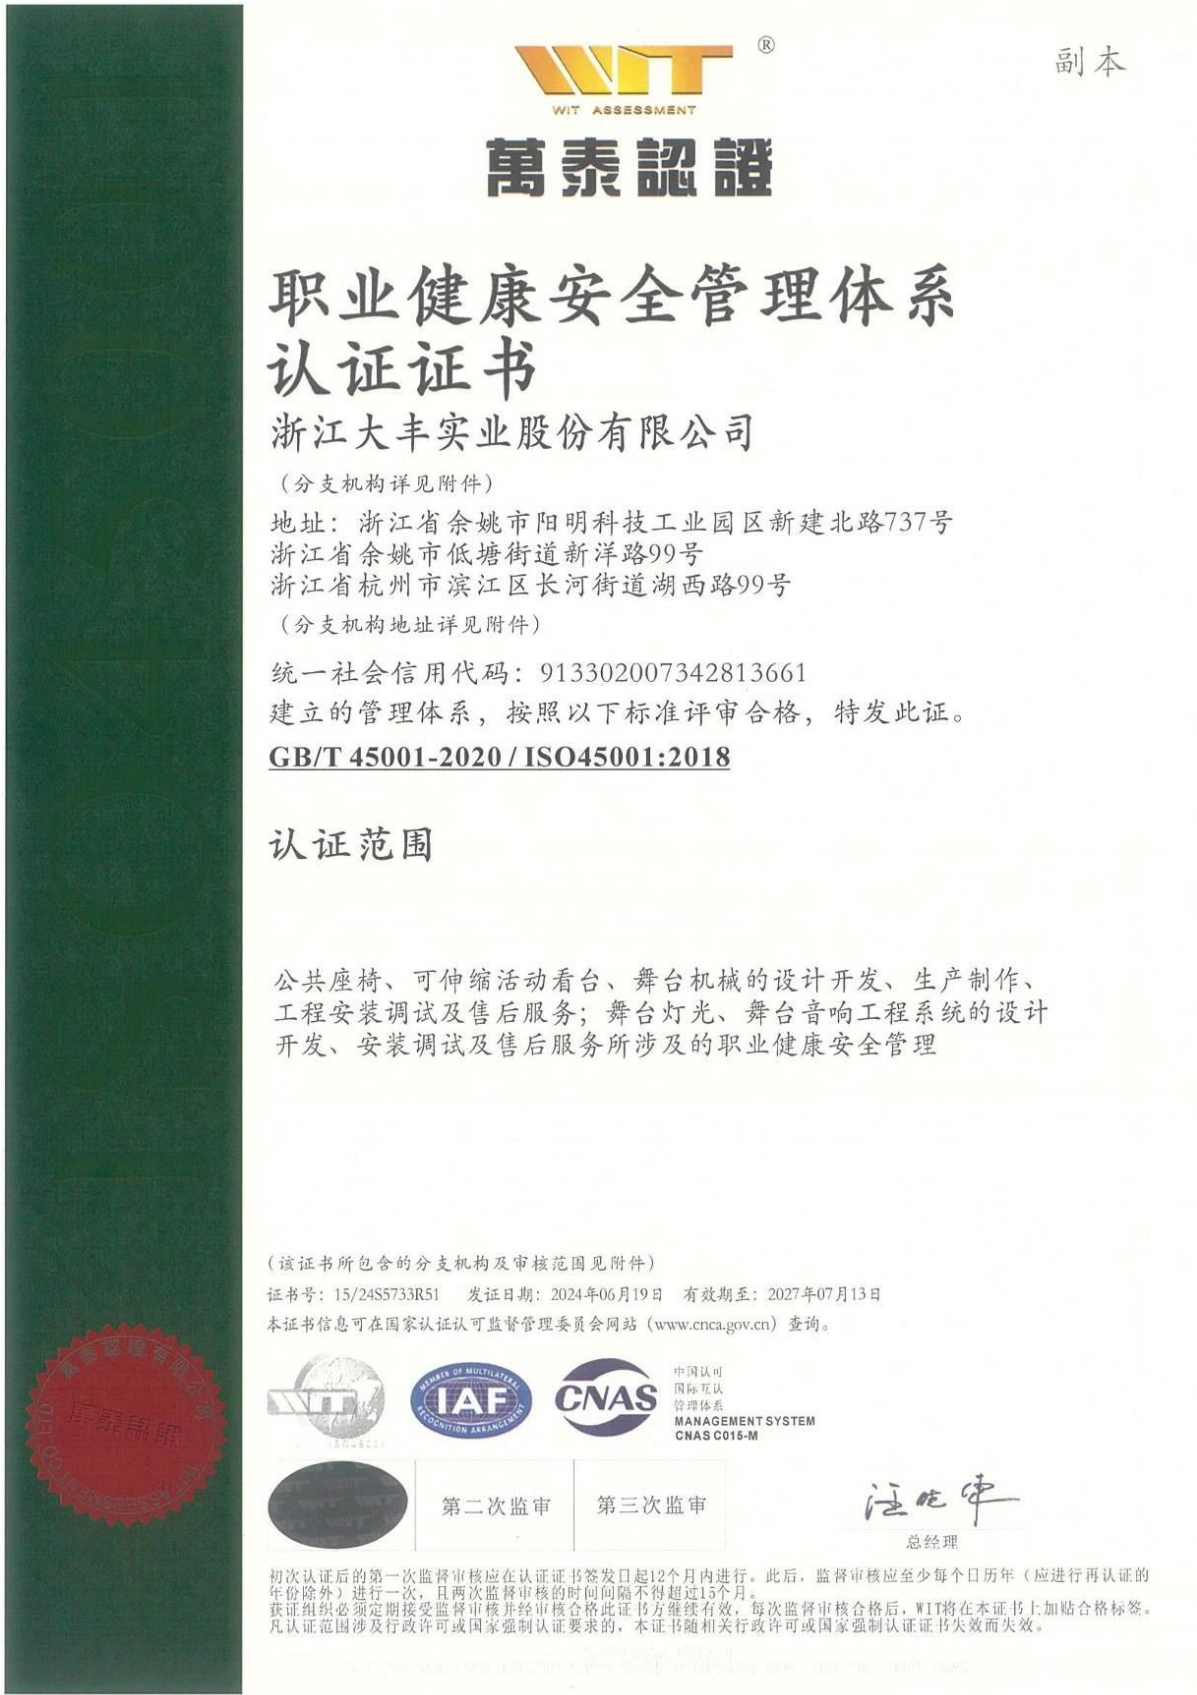 WIT ®
WIT ASSESSMENT
副本
萬泰認證
职业健康安全管理体系
认证证书
浙江大丰实业股份有限公司
（分支机构详见附件）
地址：浙江省余姚市阳明科技工业园区新建北路737号
浙江省余姚市低塘街道新洋路99号
浙江省杭州市滨江区长河街道湖西路99号
（分支机构地址详见附件）
统一社会信用代码：913302007342813661
建立的管理体系，按照以下标准评审合格，特发此证。
GB/T 45001-2020 / ISO45001:2018
认证范围
公共座椅、可伸缩活动看台、舞台机械的设计开发、生产制作、
工程安装调试及售后服务；舞台灯光、舞台音响工程系统的设计
开发、安装调试及售后服务所涉及的职业健康安全管理
（该证书所包含的分支机构及审核范围见附件）
证书号：15/24S5733R51 发证日期：2024年06月19日 有效期至：2027年07月13日
本证书信息可在国家认证认可监督管理委员会网站（www.cnca.gov.cn）查询。
WIT
MEMBER OF MULTILATERAL
IAF
RECOGNITION ARRANGEMENT
CNAS
中国认可
国际互认
管理体系
MANAGEMENT SYSTEM
CNAS C015-M
第二次监审
第三次监审
总经理
初次认证后的第一次监督审核应在认证证书签发日起12个月内进行。此后，监督审核应至少每个日历年（应进行再认证的
年份除外）进行一次，且两次监督审核的时间间隔不得超过15个月。
获证组织必须定期接受监督审核并经审核合格此证书方继续有效，每次监督审核合格后，WIT将在本证书上加贴合格标签。
凡认证范围涉及行政许可或国家强制认证要求的，本证书随相关行政许可或国家强制认证证书失效而失效。